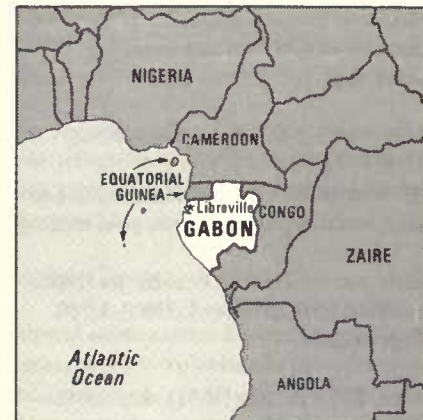 NIGERIA
CAMEROON
EQUATORIAL
GUINEA
*Libreville
CONGO
GABON
ZAIRE
Atlantic
Ocean
ANGOLA